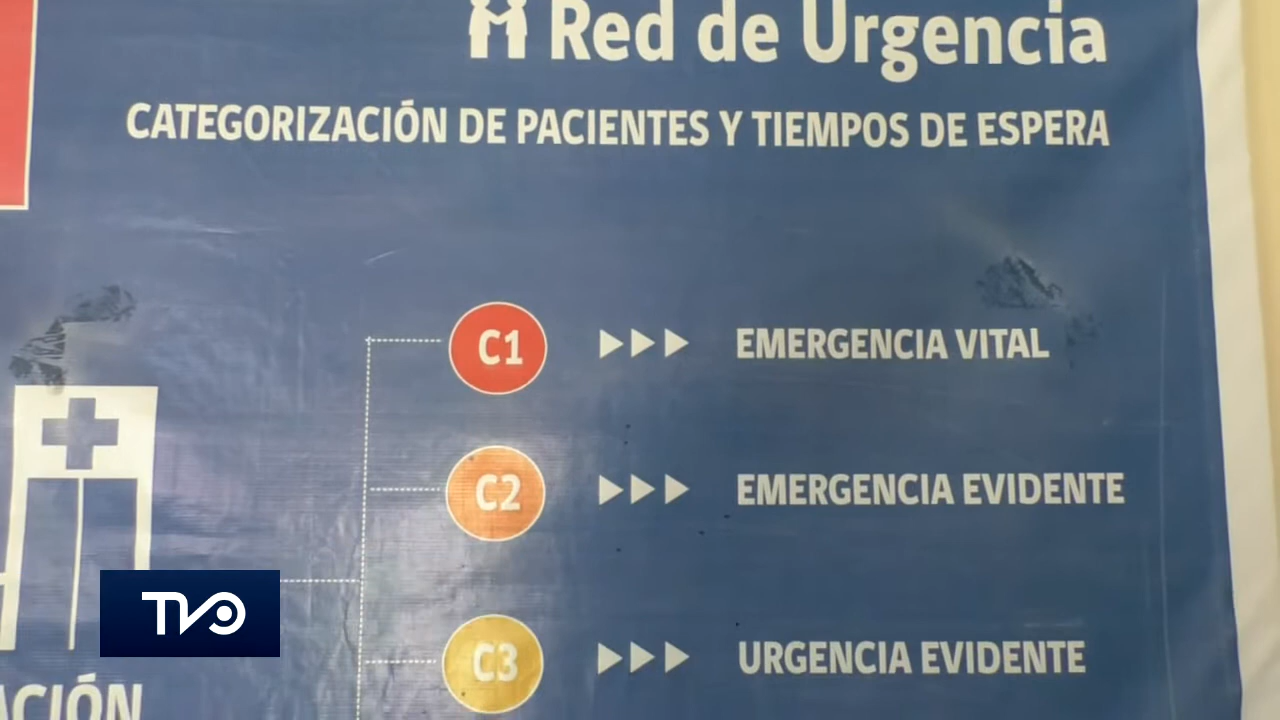 Red de Urgencia
CATEGORIZACIÓN DE PACIENTES Y TIEMPOS DE ESPERA
C1 EMERGENCIA VITAL
C2 EMERGENCIA EVIDENTE
C3 URGENCIA EVIDENTE
TVO
ACIÓN